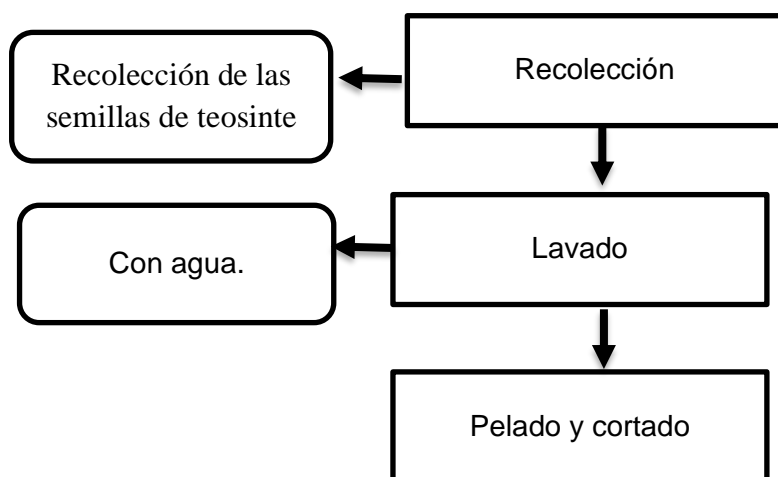 Recolección de las
semillas de teosinte
Recolección
Con agua.
Lavado
Pelado y cortado